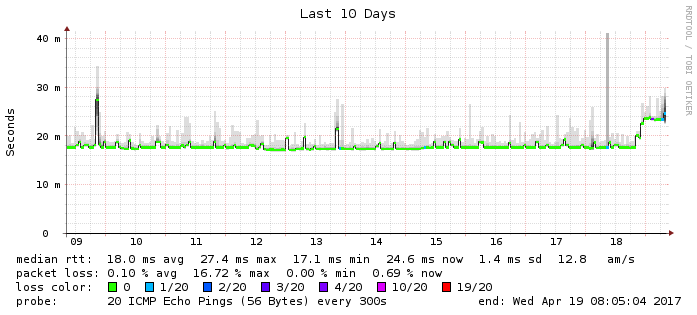 Last 10 Days
RRDTOOL / TOBI OETIKER
Seconds
40 m
30 m
20 m
10 m
0
09 10 11 12 13 14 15 16 17 18
median rtt: 18.0 ms avg 27.4 ms max 17.1 ms min 24.6 ms now 1.4 ms sd 12.8 am/s
packet loss: 0.10 % avg 16.72 % max 0.00 % min 0.69 % now
loss color: 0 1/20 2/20 3/20 4/20 10/20 19/20
probe: 20 ICMP Echo Pings (56 Bytes) every 300s end: Wed Apr 19 08:05:04 2017